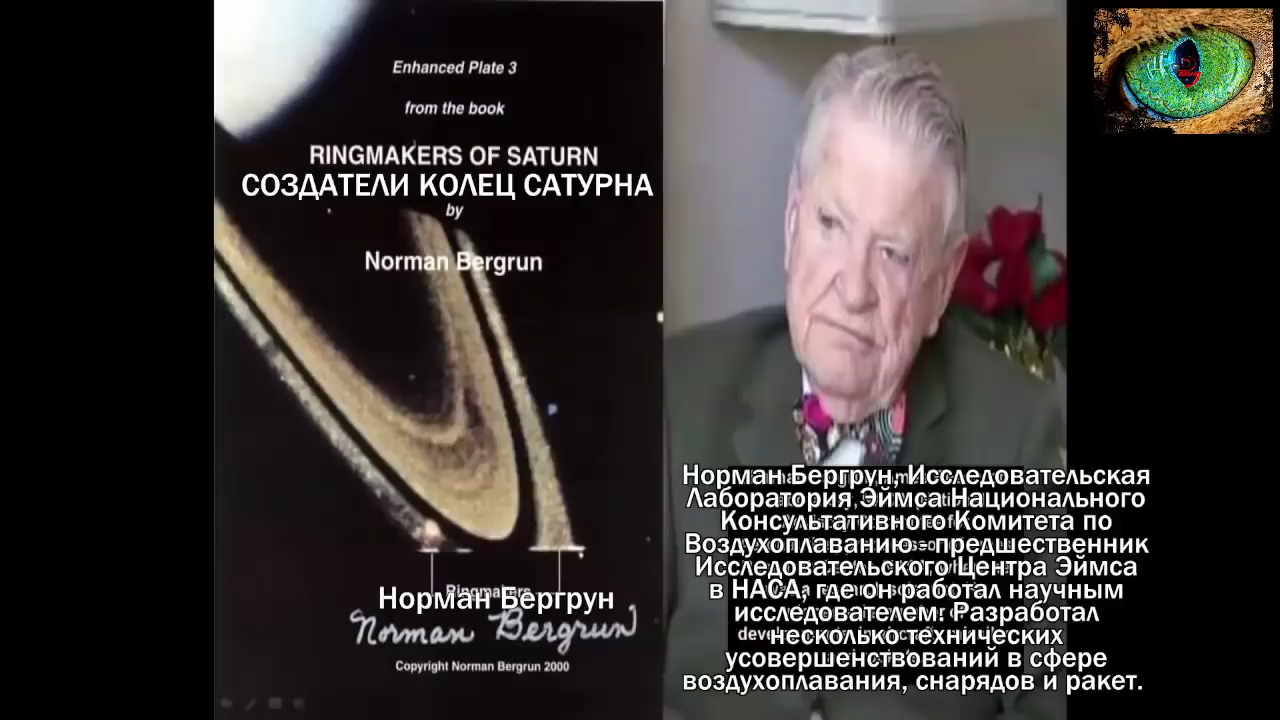 Enhanced Plate 3
from the book
RINGMAKERS OF SATURN
СОЗДАТЕЛИ КОЛЕЦ САТУРНА
by
Norman Bergrun
Ringmakers
Норман Бергрун
Norman Bergrun
Copyright Norman Bergrun 2000
Норман Бергрун, Исследовательская
Лаборатория Эймса Национального
Консультативного Комитета по
Воздухоплаванию - предшественник
Исследовательского Центра Эймса
в НАСА, где он работал научным
исследователем. Разработал
несколько технических
усовершенствований в сфере
воздухоплавания, снарядов и ракет.